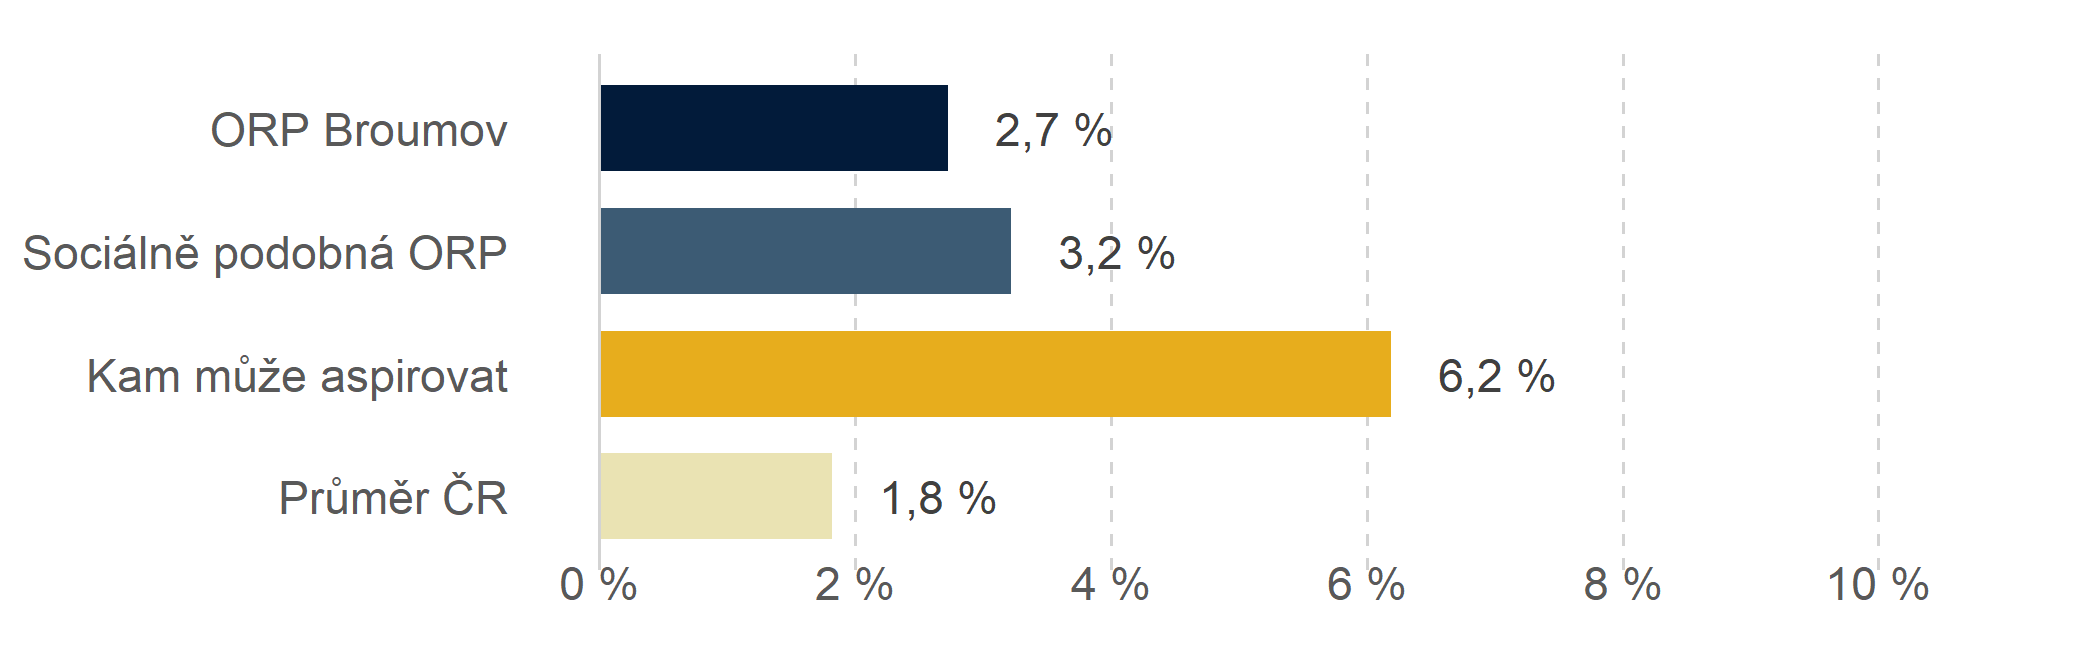 ORP Broumov 2,7 %
Sociálně podobná ORP 3,2 %
Kam může aspirovat 6,2 %
Průměr ČR 1,8 %
0 % 2 % 4 % 6 % 8 % 10 %